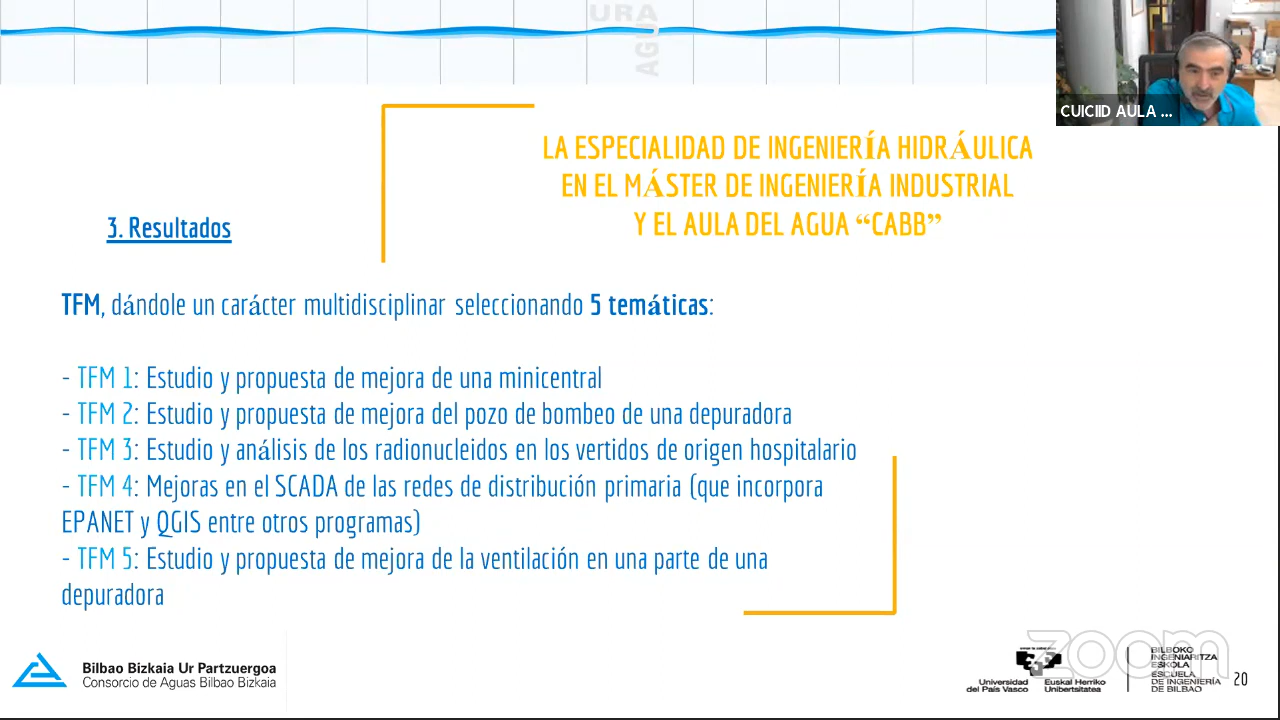 URA
AGU
CUICIID AULA ...
LA ESPECIALIDAD DE INGENIERÍA HIDRÁULICA
EN EL MÁSTER DE INGENIERÍA INDUSTRIAL
Y EL AULA DEL AGUA “CABB”
3. Resultados
TFM, dándole un carácter multidisciplinar seleccionando 5 temáticas:
- TFM 1: Estudio y propuesta de mejora de una minicentral
- TFM 2: Estudio y propuesta de mejora del pozo de bombeo de una depuradora
- TFM 3: Estudio y análisis de los radionucleidos en los vertidos de origen hospitalario
- TFM 4: Mejoras en el SCADA de las redes de distribución primaria (que incorpora
EPANET y QGIS entre otros programas)
- TFM 5: Estudio y propuesta de mejora de la ventilación en una parte de una
depuradora
Bilbao Bizkaia Ur Partzuergoa
Consorcio de Aguas Bilbao Bizkaia
zoom
Universidad del País Vasco
Euskal Herriko Unibertsitatea
BILBOKO
INGENIARITZA
ESKOLA
ESCUELA
DE INGENIERÍA
DE BILBAO
20